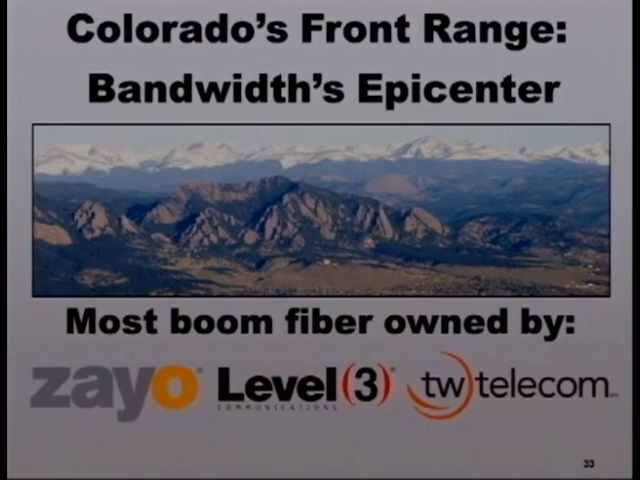 Colorado's Front Range:
Bandwidth's Epicenter
Most boom fiber owned by:
zayo Level (3) tw telecom
COMMUNICATIONS
33